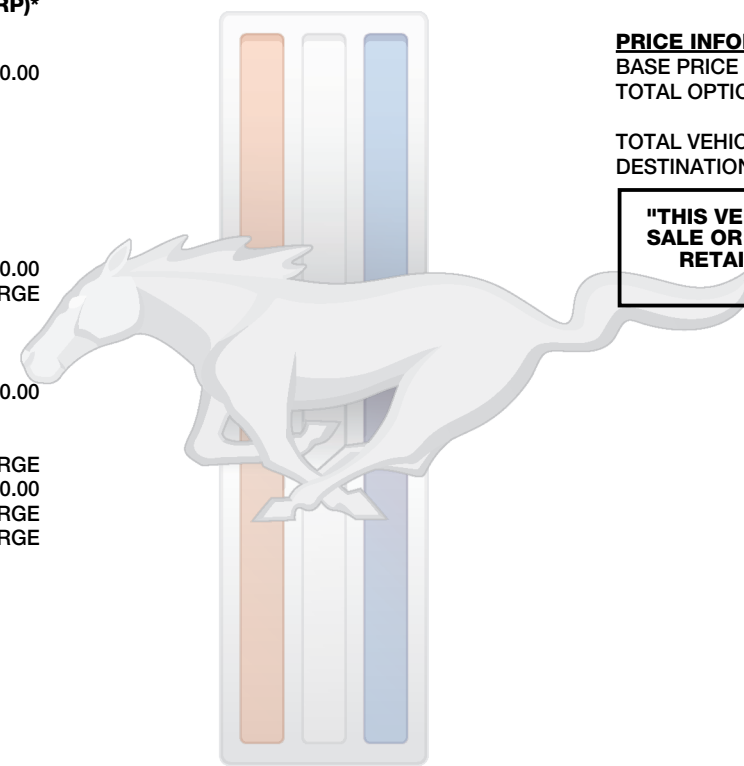 RP)*
0.00
0.00
RGE
0.00
RGE
0.00
RGE
RGE
PRICE INFO
BASE PRICE
TOTAL OPTIO
TOTAL VEHIC
DESTINATION
"THIS VE
SALE OR
RETAI